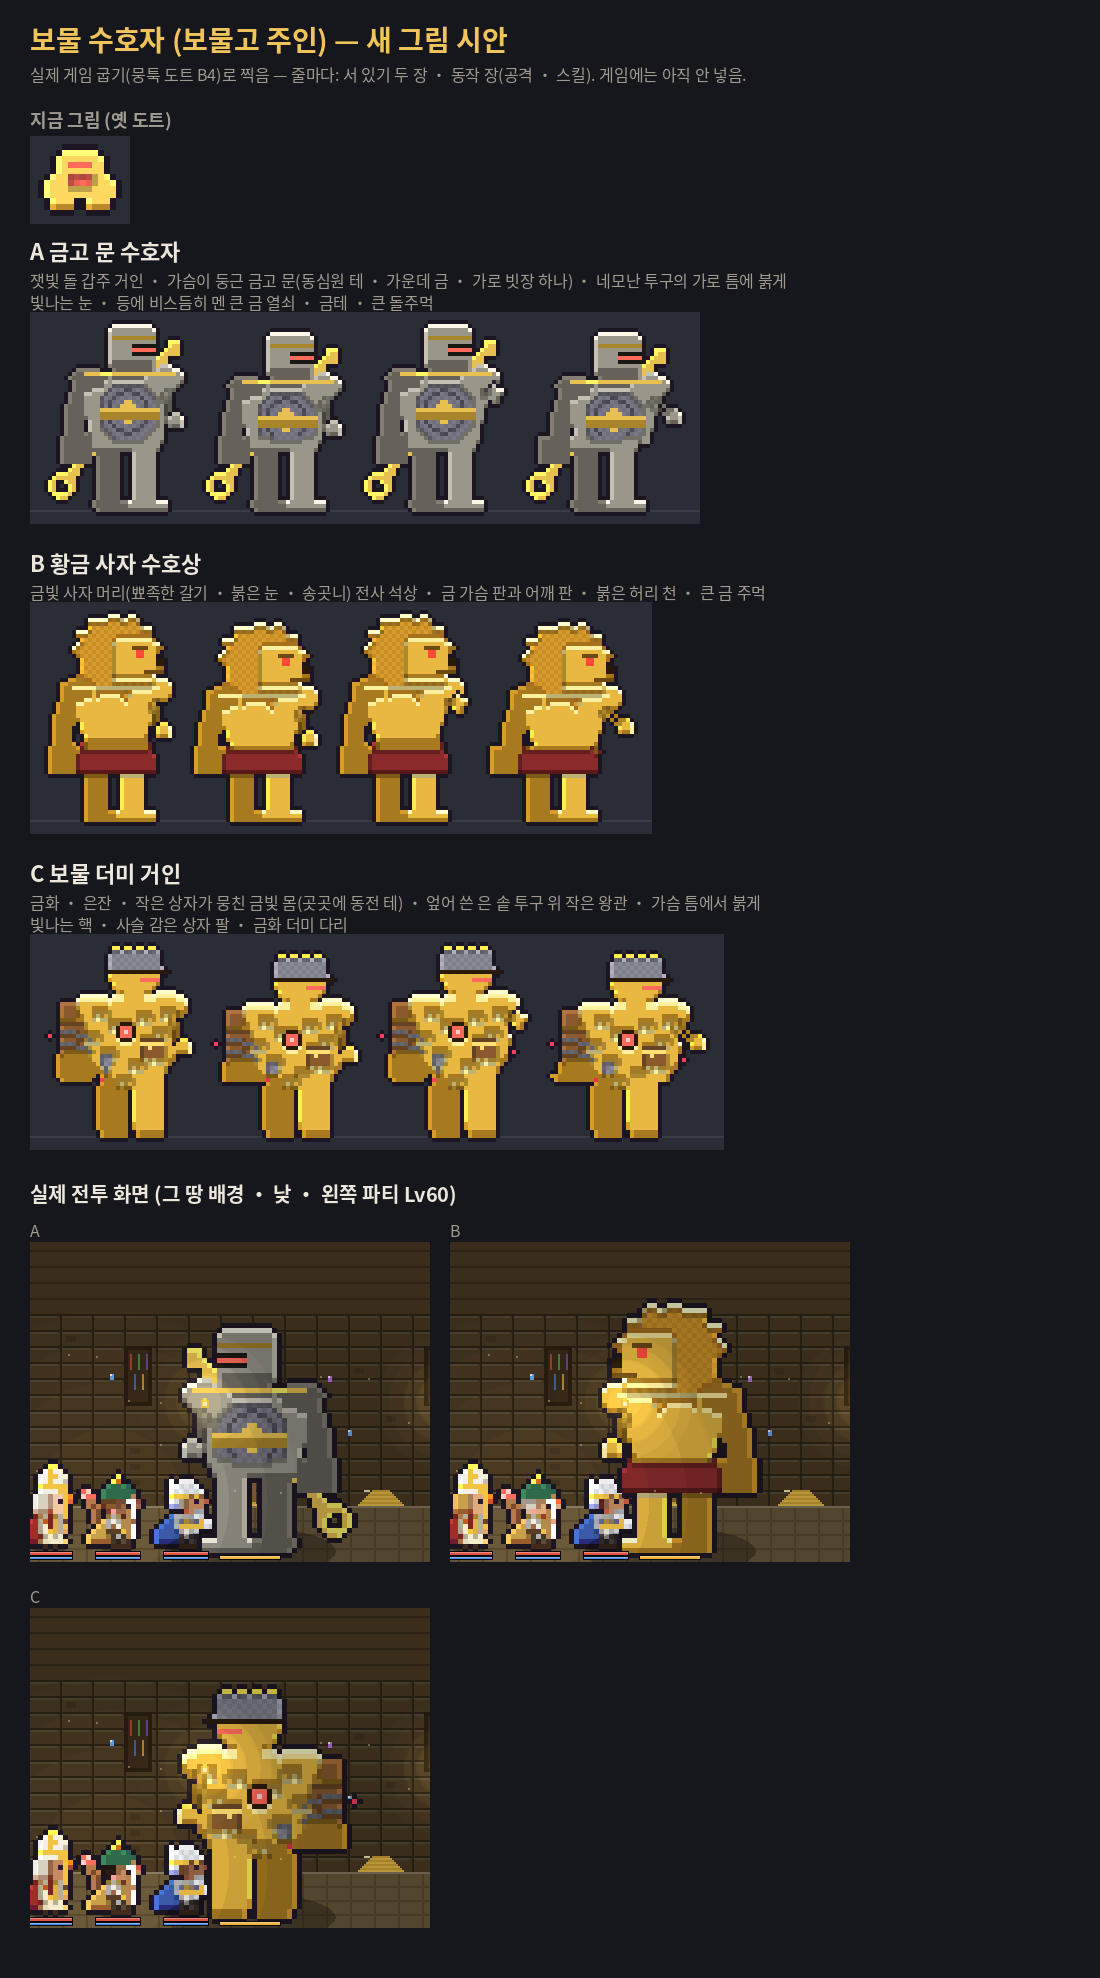 보물 수호자 (보물고 주인) — 새 그림 시안
실제 게임 굽기(뭉툭 도트 B4)로 찍음 — 줄마다: 서 있기 두 장 · 동작 장(공격 · 스킬). 게임에는 아직 안 넣음.
지금 그림 (옛 도트)
A 금고 문 수호자
잿빛 돌 갑주 거인 · 가슴이 둥근 금고 문(동심원 테 · 가운데 금 · 가로 빗장 하나) · 네모난 투구의 가로 틈에 붉게
빛나는 눈 · 등에 비스듬히 멘 큰 금 열쇠 · 금테 · 큰 돌주먹
B 황금 사자 수호상
금빛 사자 머리(뾰족한 갈기 · 붉은 눈 · 송곳니) 전사 석상 · 금 가슴 판과 어깨 판 · 붉은 허리 천 · 큰 금 주먹
C 보물 더미 거인
금화 · 은잔 · 작은 상자가 뭉친 금빛 몸(곳곳에 동전 테) · 엎어 쓴 은 솥 투구 위 작은 왕관 · 가슴 틈에서 붉게
빛나는 핵 · 사슬 감은 상자 팔 · 금화 더미 다리
실제 전투 화면 (그 땅 배경 · 낮 · 왼쪽 파티 Lv60)
A
B
C